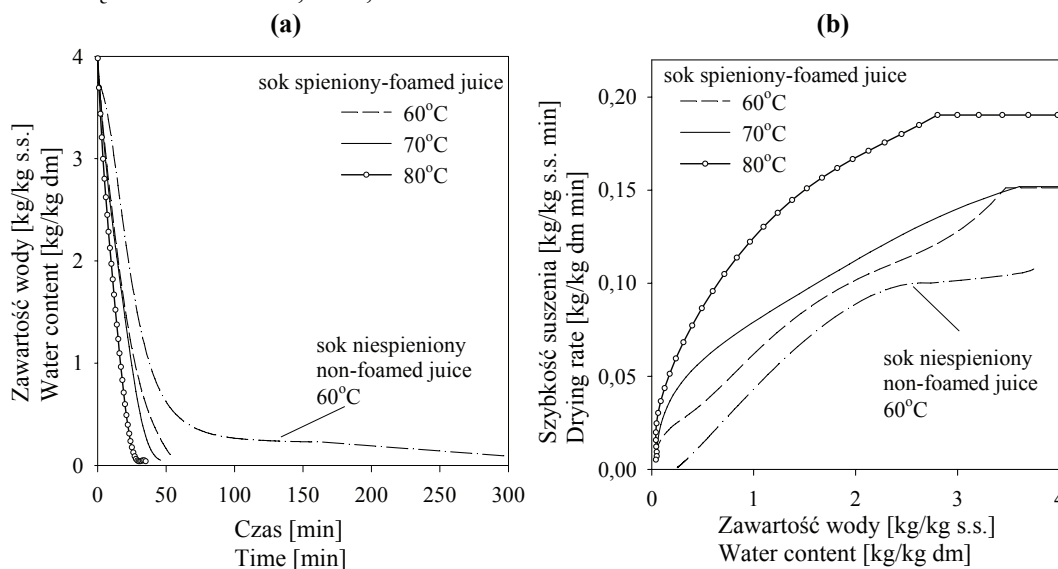 (a)
Zawartość wody [kg/kg s.s.]
Water content [kg/kg dm]
4
3
2
1
0
sok spieniony-foamed juice
60°C
70°C
80°C
sok niespieniony
non-foamed juice
60°C
0
50
100
150
200
250
300
Czas [min]
Time [min]
(b)
Szybkość suszenia [kg/kg s.s. min]
Drying rate [kg/kg dm min]
0,20
0,15
0,10
0,05
0,00
sok spieniony-foamed juice
60°C
70°C
80°C
sok niespieniony
non-foamed juice
60°C
0
1
2
3
4
Zawartość wody [kg/kg s.s.]
Water content [kg/kg dm]